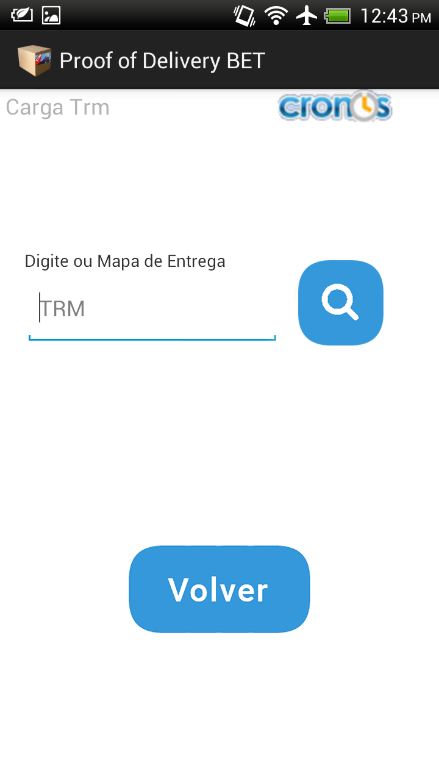 12:43 PM
Proof of Delivery BET
Carga Trm
cronos
Digite ou Mapa de Entrega
TRM
Volver